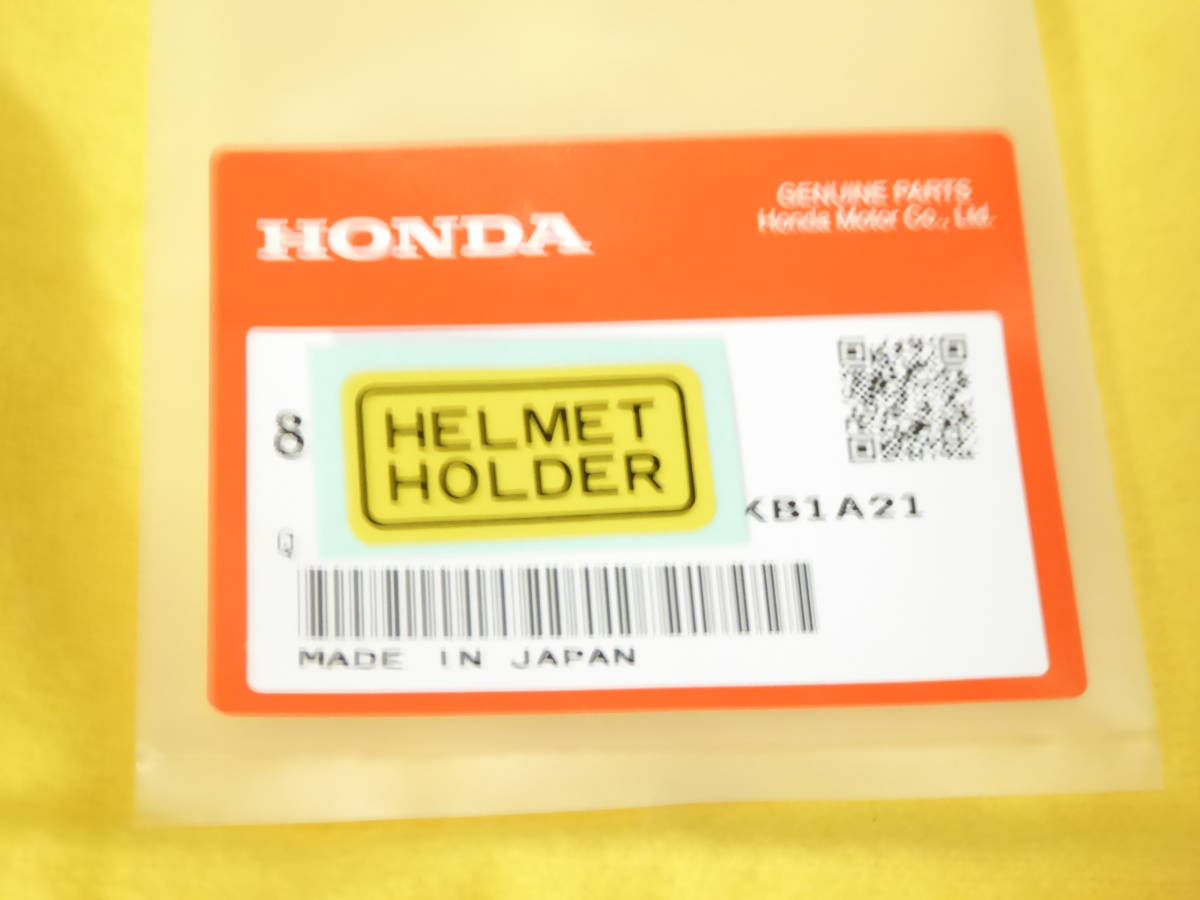 HONDA
GENUINE PARTS
Honda Motor Co., Ltd.
8
HELMET
HOLDER
KB1A21
Q
MADE IN JAPAN